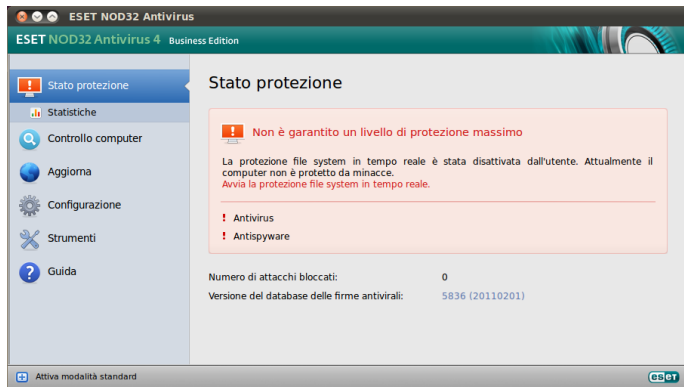 ESET NOD32 Antivirus
ESET NOD32 Antivirus 4 Business Edition
Stato protezione
Statistiche
Controllo computer
Aggiorna
Configurazione
Strumenti
Guida
Stato protezione
Non è garantito un livello di protezione massimo
La protezione file system in tempo reale è stata disattivata dall'utente. Attualmente il
computer non è protetto da minacce.
Avvia la protezione file system in tempo reale.
! Antivirus
! Antispyware
Numero di attacchi bloccati: 0
Versione del database delle firme antivirali: 5836 (20110201)
Attiva modalità standard
eset